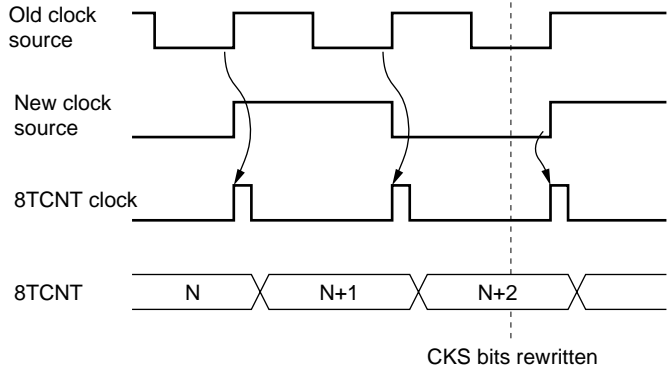 Old clock
source
New clock
source
8TCNT clock
8TCNT
N
N+1
N+2
CKS bits rewritten